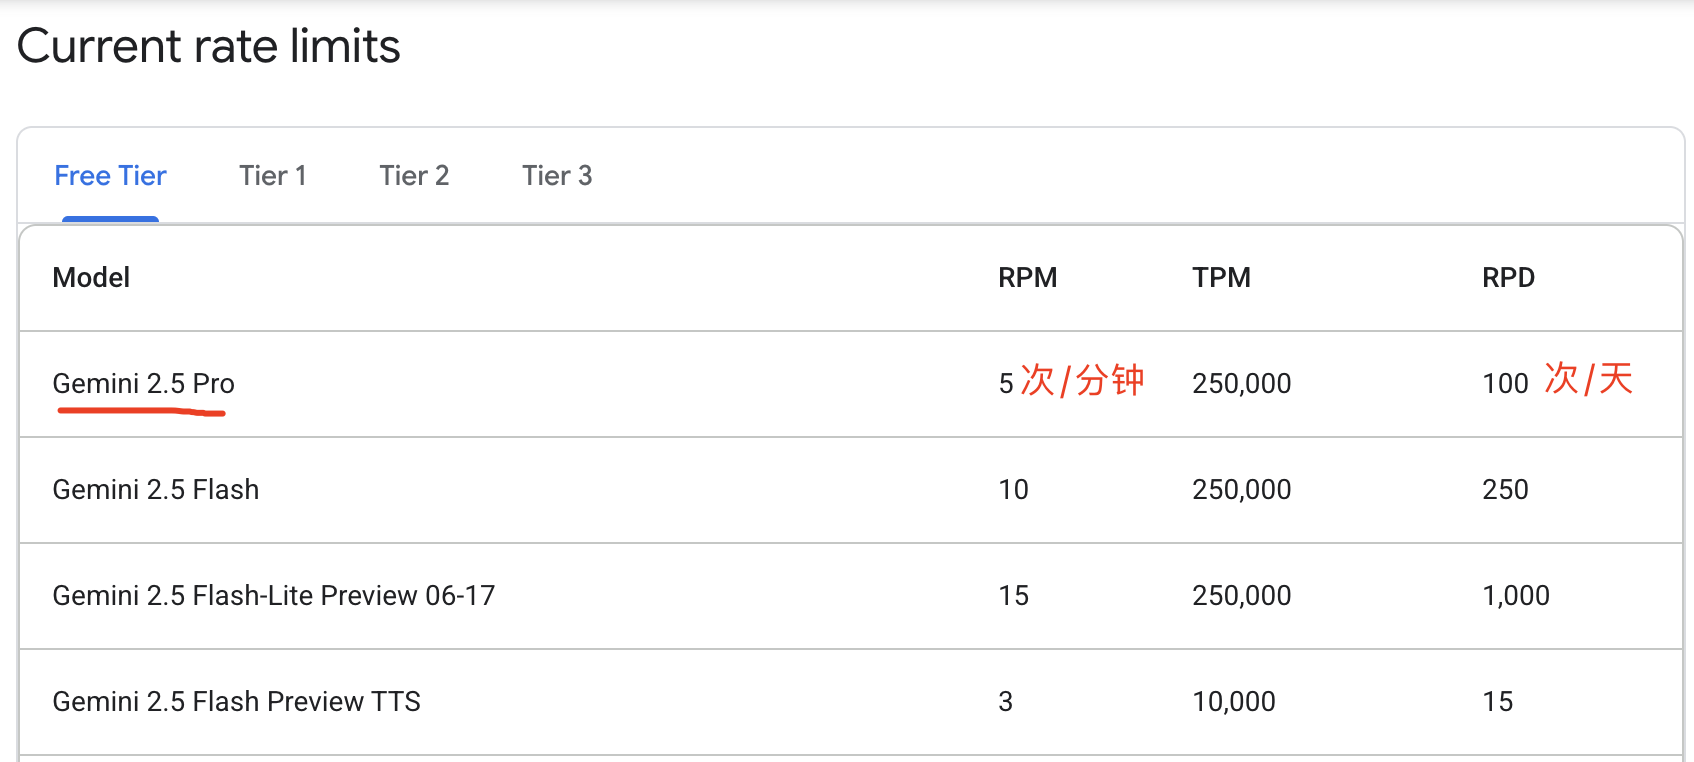 Current rate limits
Free Tier Tier 1 Tier 2 Tier 3
Model RPM TPM RPD
Gemini 2.5 Pro 5 次/分钟 250,000 100 次/天
Gemini 2.5 Flash 10 250,000 250
Gemini 2.5 Flash-Lite Preview 06-17 15 250,000 1,000
Gemini 2.5 Flash Preview TTS 3 10,000 15